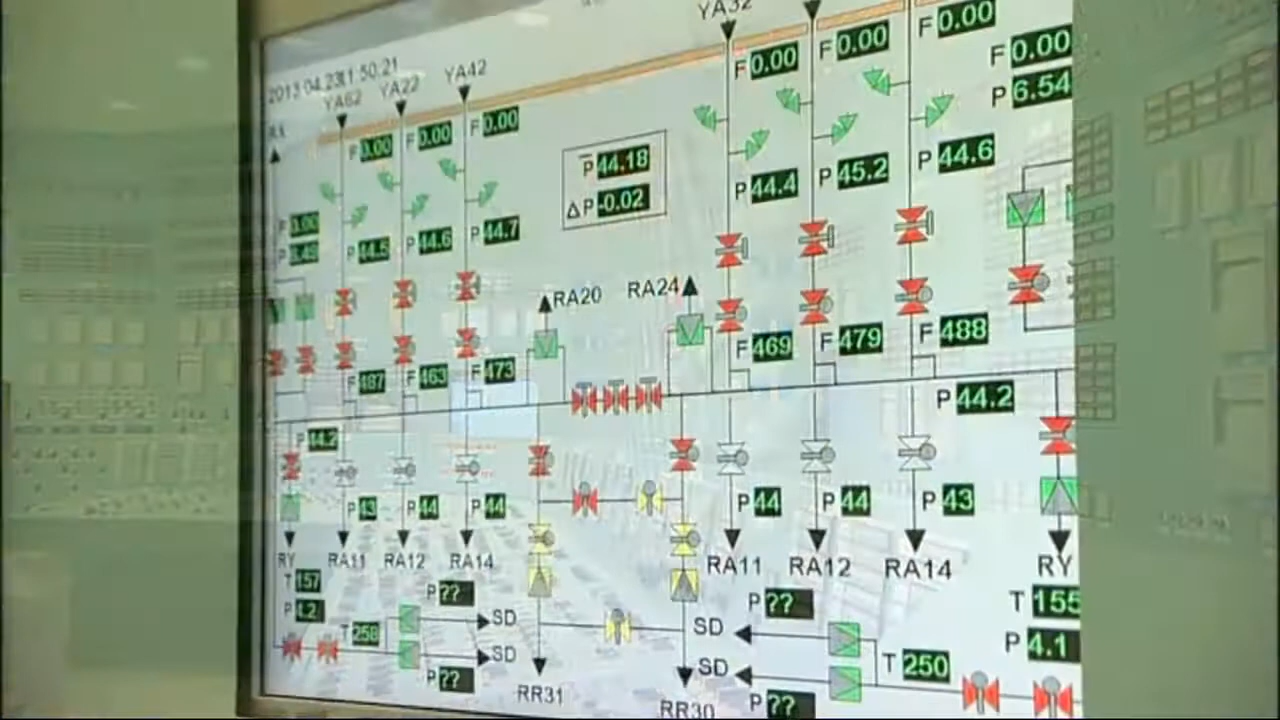 YA32
F 0.00
F 0.00
F 0.00
F 0.00
P 6.54
YA62 YA22 YA42
F 0.00
F 0.00
F 0.00
P 44.18
ΔP -0.02
P 44.4
P 45.2
P 44.6
P 44.5
P 44.6
P 44.7
RA20 RA24
F 469
F 479
F 488
F 487
F 463
F 473
P 44.2
P 44.2
P 43
P 44
P 44
P 44
P 44
P 43
RY RA11 RA12 RA14
RA11 RA12 RA14 RY
T 157
P 4.2
T 258
P ??
P ??
SD
SD
RR31
RR30
SD
SD
P ??
P ??
T 250
T 155
P 4.1